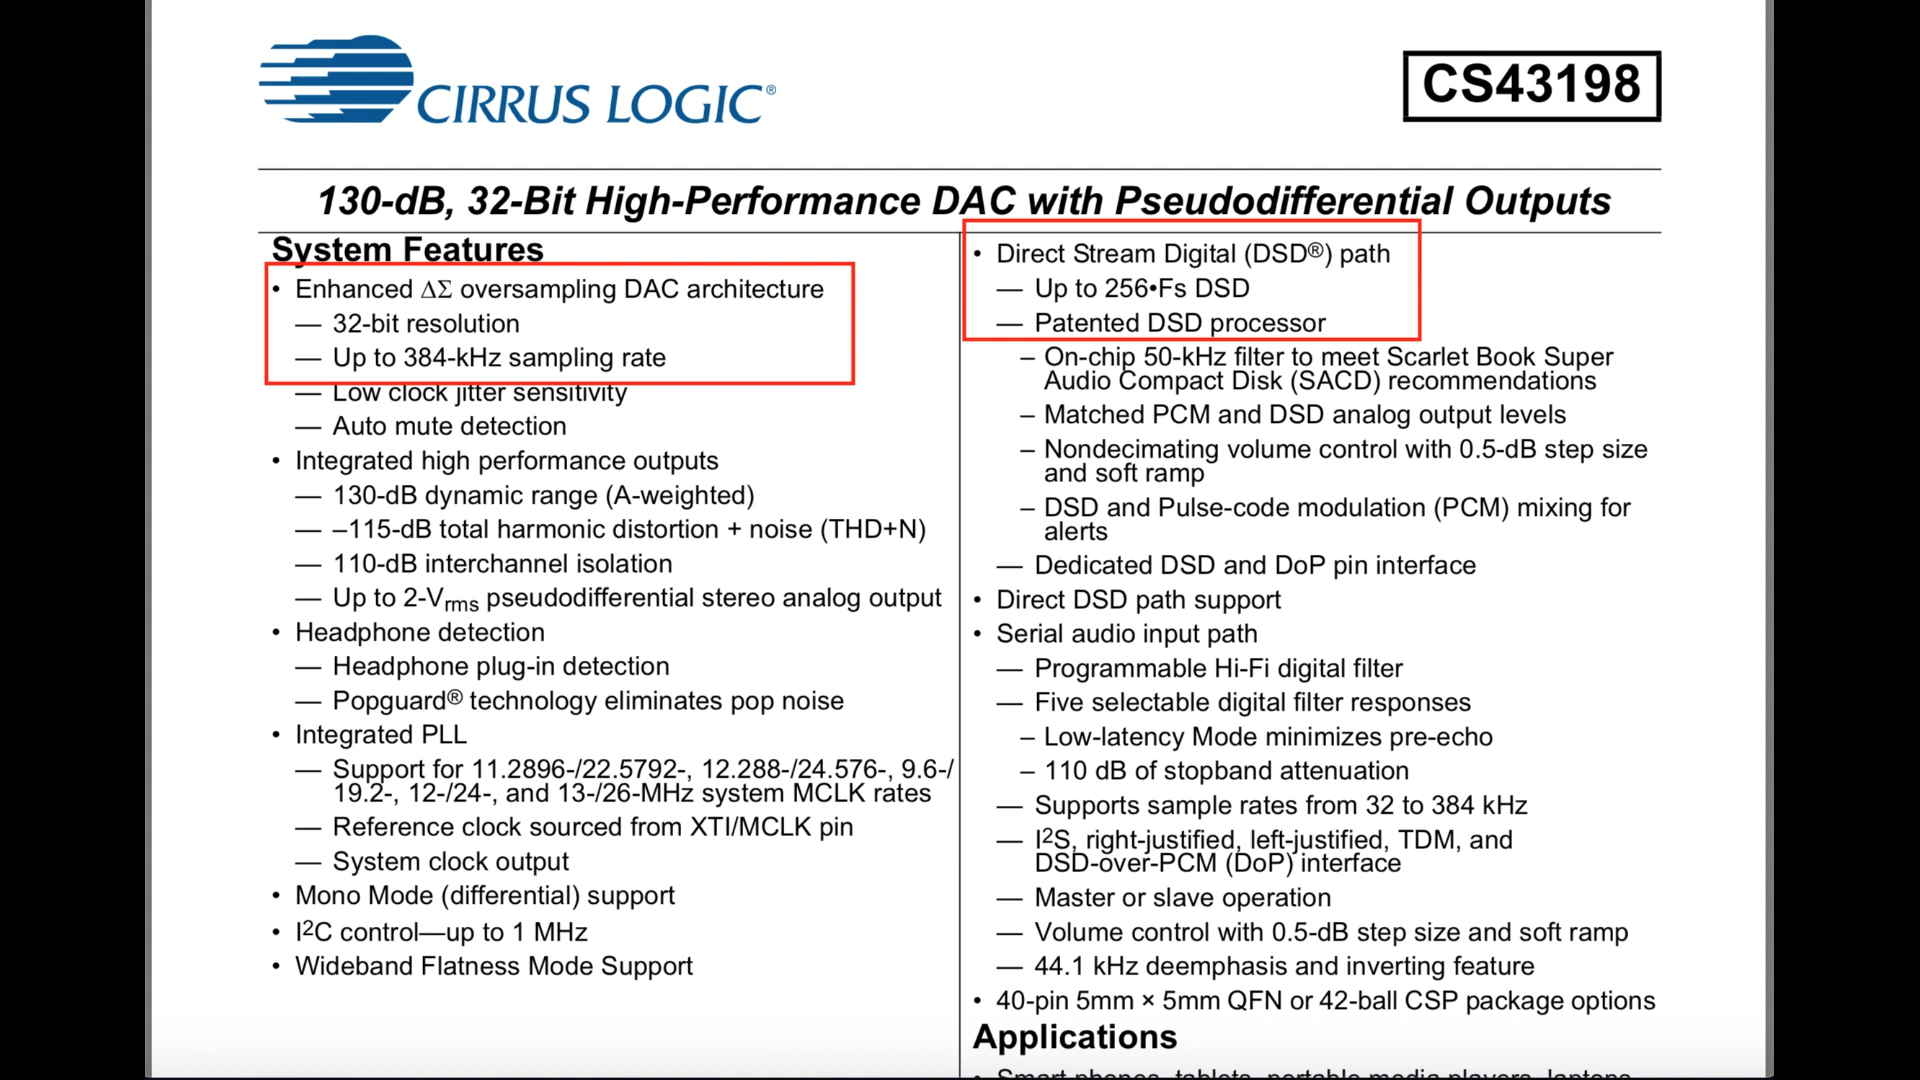 CIRRUS LOGIC®
CS43198
130-dB, 32-Bit High-Performance DAC with Pseudodifferential Outputs
System Features
• Enhanced ΔΣ oversampling DAC architecture
— 32-bit resolution
— Up to 384-kHz sampling rate
— Low clock jitter sensitivity
— Auto mute detection
• Integrated high performance outputs
— 130-dB dynamic range (A-weighted)
— –115-dB total harmonic distortion + noise (THD+N)
— 110-dB interchannel isolation
— Up to 2-Vrms pseudodifferential stereo analog output
• Headphone detection
— Headphone plug-in detection
— Popguard® technology eliminates pop noise
• Integrated PLL
— Support for 11.2896-/22.5792-, 12.288-/24.576-, 9.6-/
19.2-, 12-/24-, and 13-/26-MHz system MCLK rates
— Reference clock sourced from XTI/MCLK pin
— System clock output
• Mono Mode (differential) support
• I2C control—up to 1 MHz
• Wideband Flatness Mode Support
• Direct Stream Digital (DSD®) path
— Up to 256•Fs DSD
— Patented DSD processor
– On-chip 50-kHz filter to meet Scarlet Book Super
Audio Compact Disk (SACD) recommendations
– Matched PCM and DSD analog output levels
– Nondecimating volume control with 0.5-dB step size
and soft ramp
– DSD and Pulse-code modulation (PCM) mixing for
alerts
— Dedicated DSD and DoP pin interface
• Direct DSD path support
• Serial audio input path
— Programmable Hi-Fi digital filter
— Five selectable digital filter responses
– Low-latency Mode minimizes pre-echo
– 110 dB of stopband attenuation
— Supports sample rates from 32 to 384 kHz
— I2S, right-justified, left-justified, TDM, and
DSD-over-PCM (DoP) interface
— Master or slave operation
— Volume control with 0.5-dB step size and soft ramp
— 44.1 kHz deemphasis and inverting feature
• 40-pin 5mm × 5mm QFN or 42-ball CSP package options
Applications
• Smart phones, tablets, portable media players, laptops,